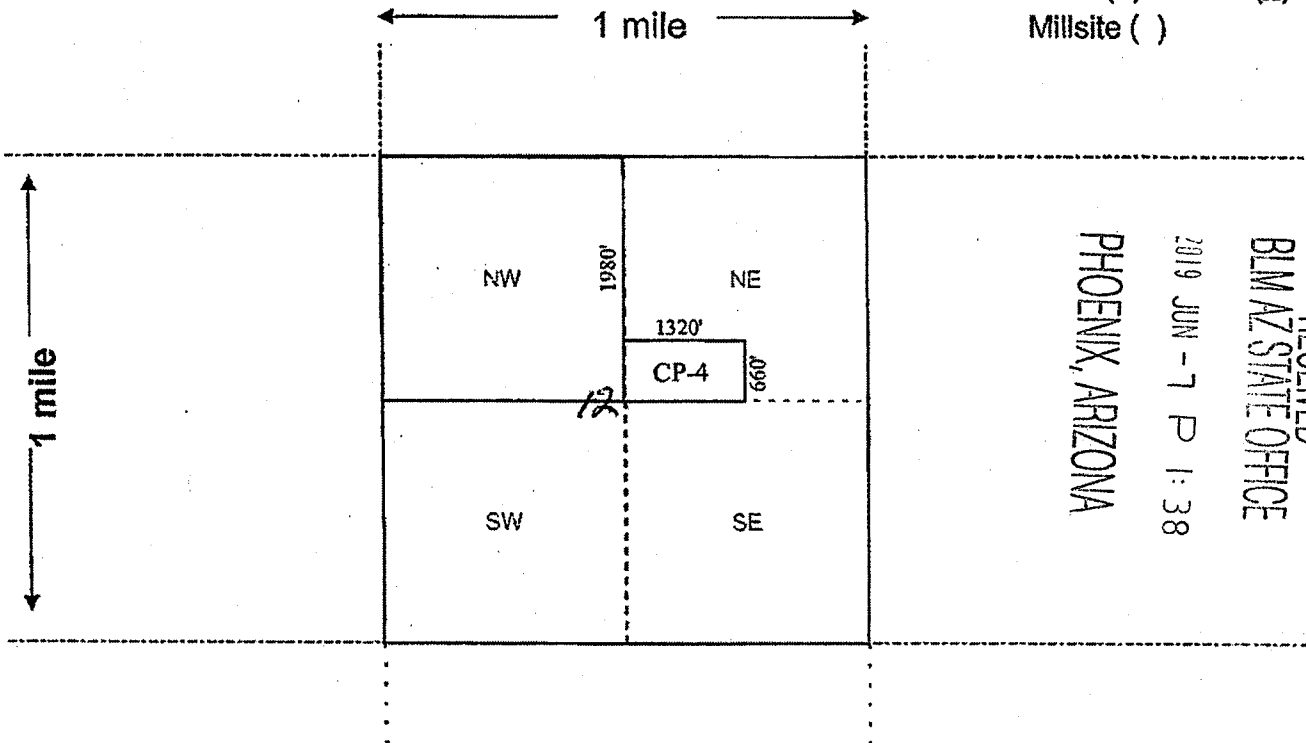 1 mile
Millsite ( )
1 mile
NW
1980'
NE
1320'
CP-4
660'
12
SW
SE
BLM AZ STATE OFFICE
2019 JUN -7 P 1:38
PHOENIX, ARIZONA